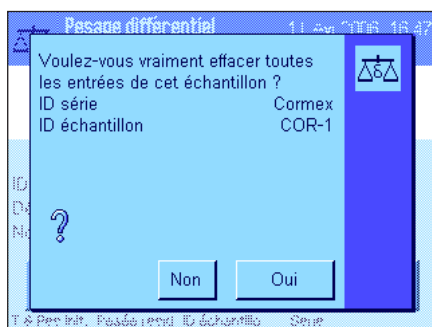 Pesage différentiel
Voulez-vous vraiment effacer toutes
les entrées de cet échantillon ?
ID série Cormex
ID échantillon COR-1
Non Oui